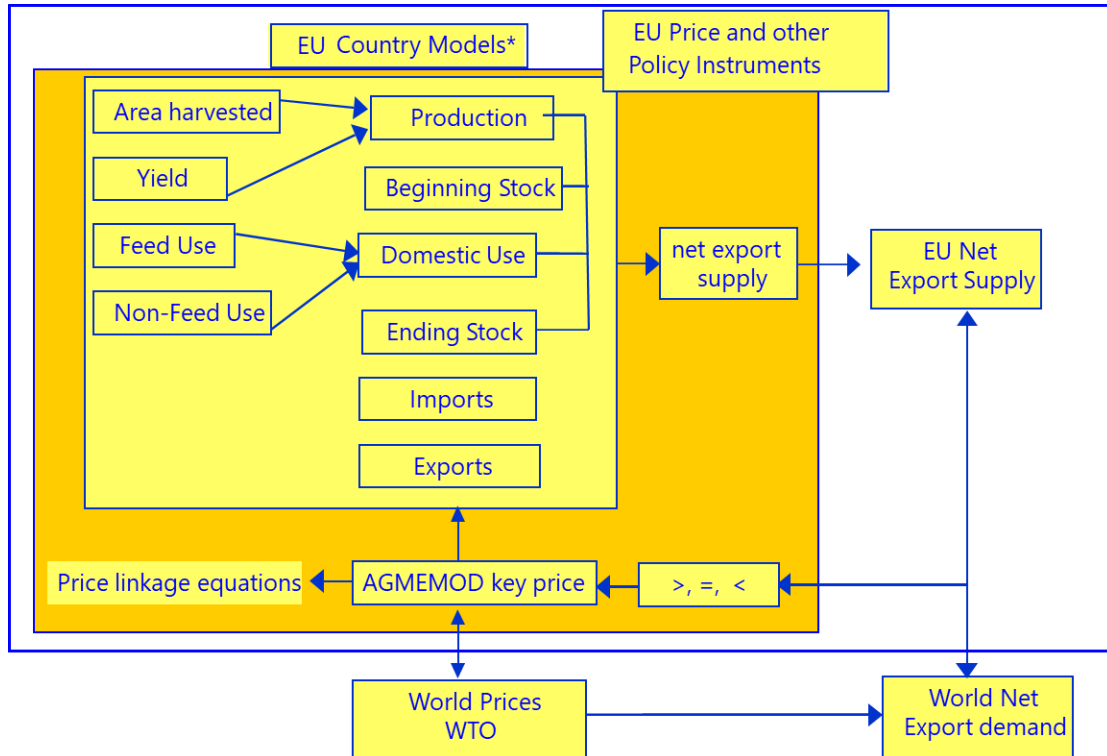 EU Country Models*
EU Price and other
Policy Instruments
Area harvested
Production
Yield
Beginning Stock
Feed Use
Domestic Use
net export
supply
EU Net
Export Supply
Non-Feed Use
Ending Stock
Imports
Exports
Price linkage equations
AGMEMOD key price
>, =, <
World Prices
WTO
World Net
Export demand